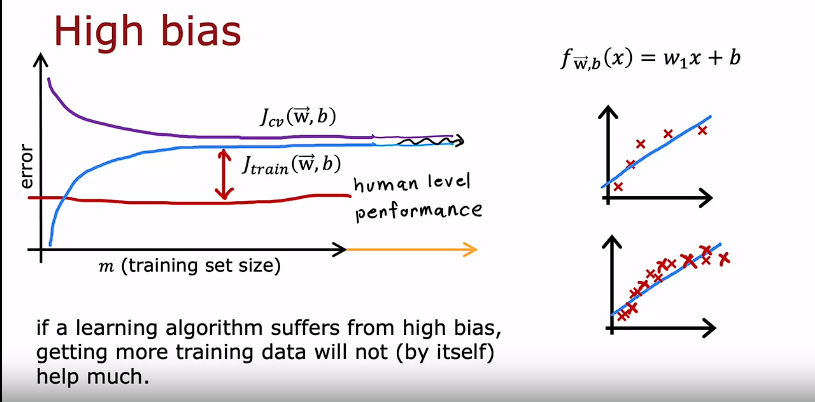 High bias
f_{\vec{w},b}(x) = w_1x + b
J_{cv}(\vec{w}, b)
J_{train}(\vec{w}, b)
error
human level
performance
m (training set size)
if a learning algorithm suffers from high bias,
getting more training data will not (by itself)
help much.